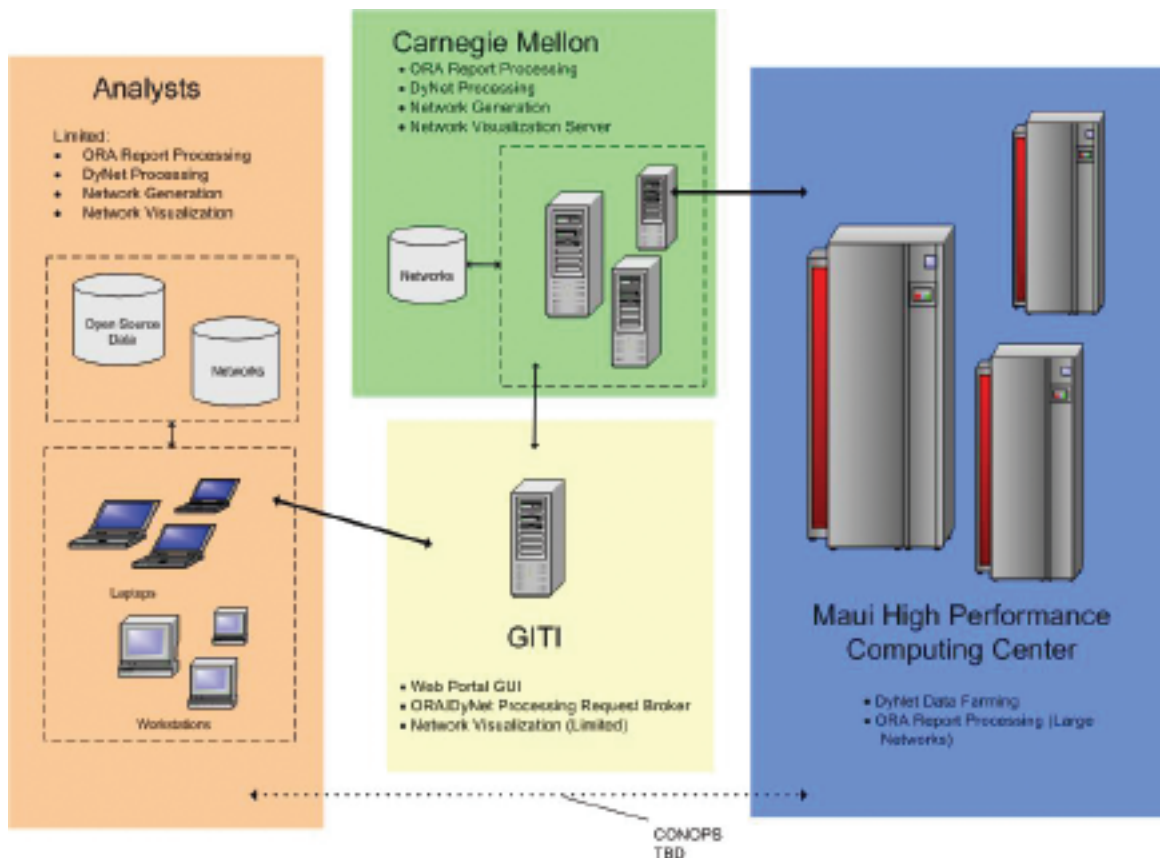 Analysts
Limited:
• ORA Report Processing
• DyNet Processing
• Network Generation
• Network Visualization
Open Source
Data
Networks
Laptops
Workstations
Carnegie Mellon
• ORA Report Processing
• DyNet Processing
• Network Generation
• Network Visualization Server
Networks
GITI
• Web Portal GUI
• ORA/DyNet Processing Request Broker
• Network Visualization (Limited)
Maui High Performance
Computing Center
• DyNet Data Farming
• ORA Report Processing (Large
Networks)
CONOPS
TBD